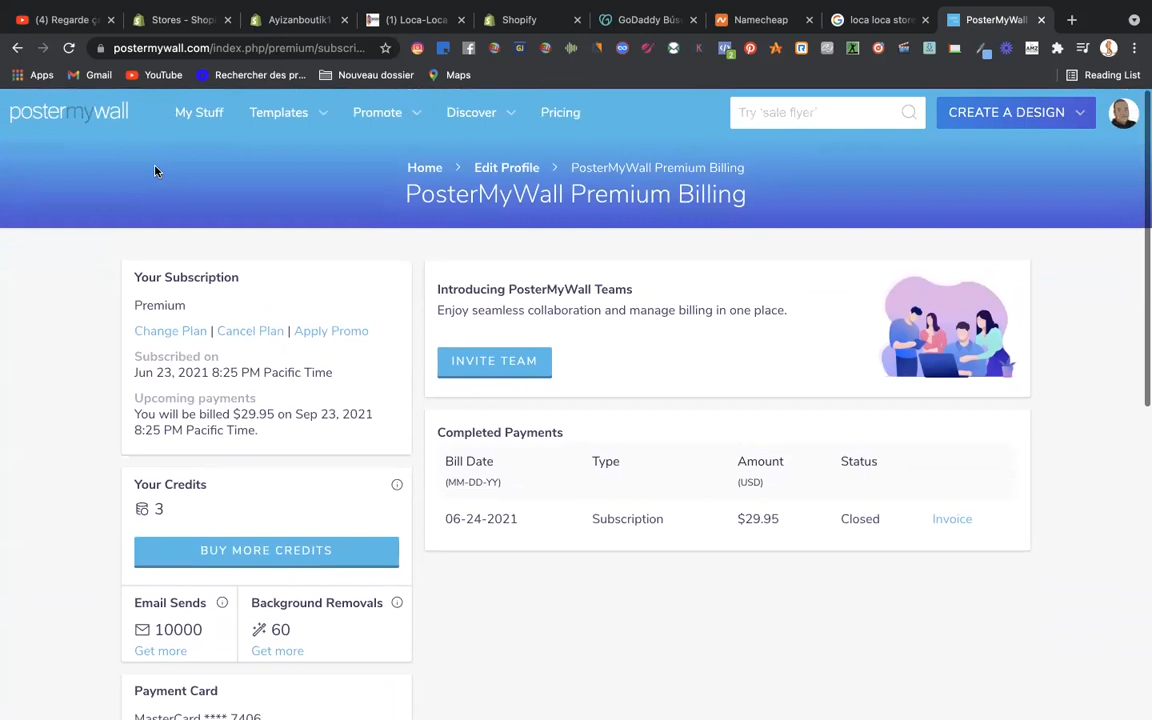 (4) Regarde ç
Stores - Shop
Ayizanboutik1
(1) Loca-Loca
Shopify
GoDaddy Bús
Namecheap
loca loca store
PosterMyWall
postermywall.com/index.php/premium/subscri...
Apps
Gmail
YouTube
Rechercher des pr...
Nouveau dossier
Maps
Reading List
postermywall
My Stuff
Templates
Promote
Discover
Pricing
Try 'sale flyer'
CREATE A DESIGN
Home > Edit Profile > PosterMyWall Premium Billing
PosterMyWall Premium Billing
Your Subscription
Premium
Change Plan | Cancel Plan | Apply Promo
Subscribed on
Jun 23, 2021 8:25 PM Pacific Time
Upcoming payments
You will be billed $29.95 on Sep 23, 2021
8:25 PM Pacific Time.
Introducing PosterMyWall Teams
Enjoy seamless collaboration and manage billing in one place.
INVITE TEAM
Completed Payments
Bill Date Type Amount Status
(MM-DD-YY) (USD)
06-24-2021 Subscription $29.95 Closed Invoice
Your Credits
3
BUY MORE CREDITS
Email Sends
10000
Get more
Background Removals
60
Get more
Payment Card
MasterCard **** 7406